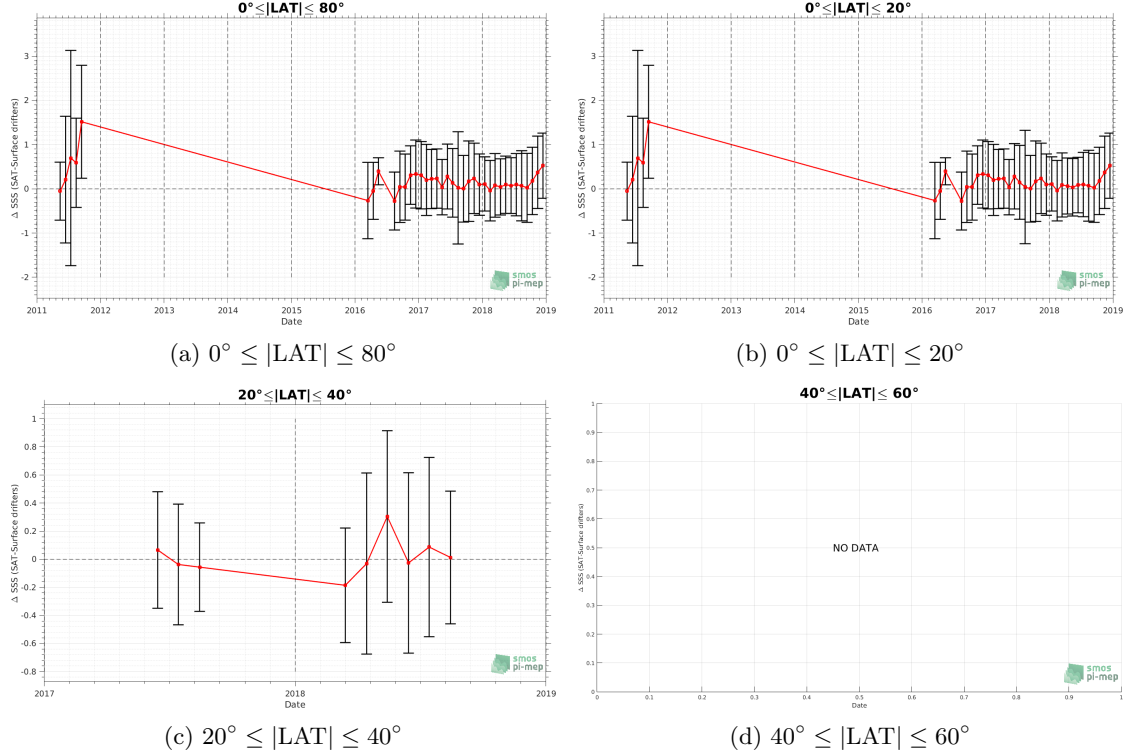 0°≤|LAT|≤ 80°
Δ SSS (SAT-Surface drifters)
3
2
1
0
-1
-2
2011 2012 2013 2014 2015 2016 2017 2018 2019
Date
smos
pi-mep
(a) 0° ≤ |LAT| ≤ 80°
0°≤|LAT|≤ 20°
Δ SSS (SAT-Surface drifters)
3
2
1
0
-1
-2
2011 2012 2013 2014 2015 2016 2017 2018 2019
Date
smos
pi-mep
(b) 0° ≤ |LAT| ≤ 20°
20°≤|LAT|≤ 40°
Δ SSS (SAT-Surface drifters)
1
0.8
0.6
0.4
0.2
0
-0.2
-0.4
-0.6
-0.8
2017 2018 2019
Date
smos
pi-mep
(c) 20° ≤ |LAT| ≤ 40°
40°≤|LAT|≤ 60°
Δ SSS (SAT-Surface drifters)
1
0.9
0.8
0.7
0.6
0.5
0.4
0.3
0.2
0.1
0
NO DATA
0 0.1 0.2 0.3 0.4 0.5 0.6 0.7 0.8 0.9 1
Date
smos
pi-mep
(d) 40° ≤ |LAT| ≤ 60°